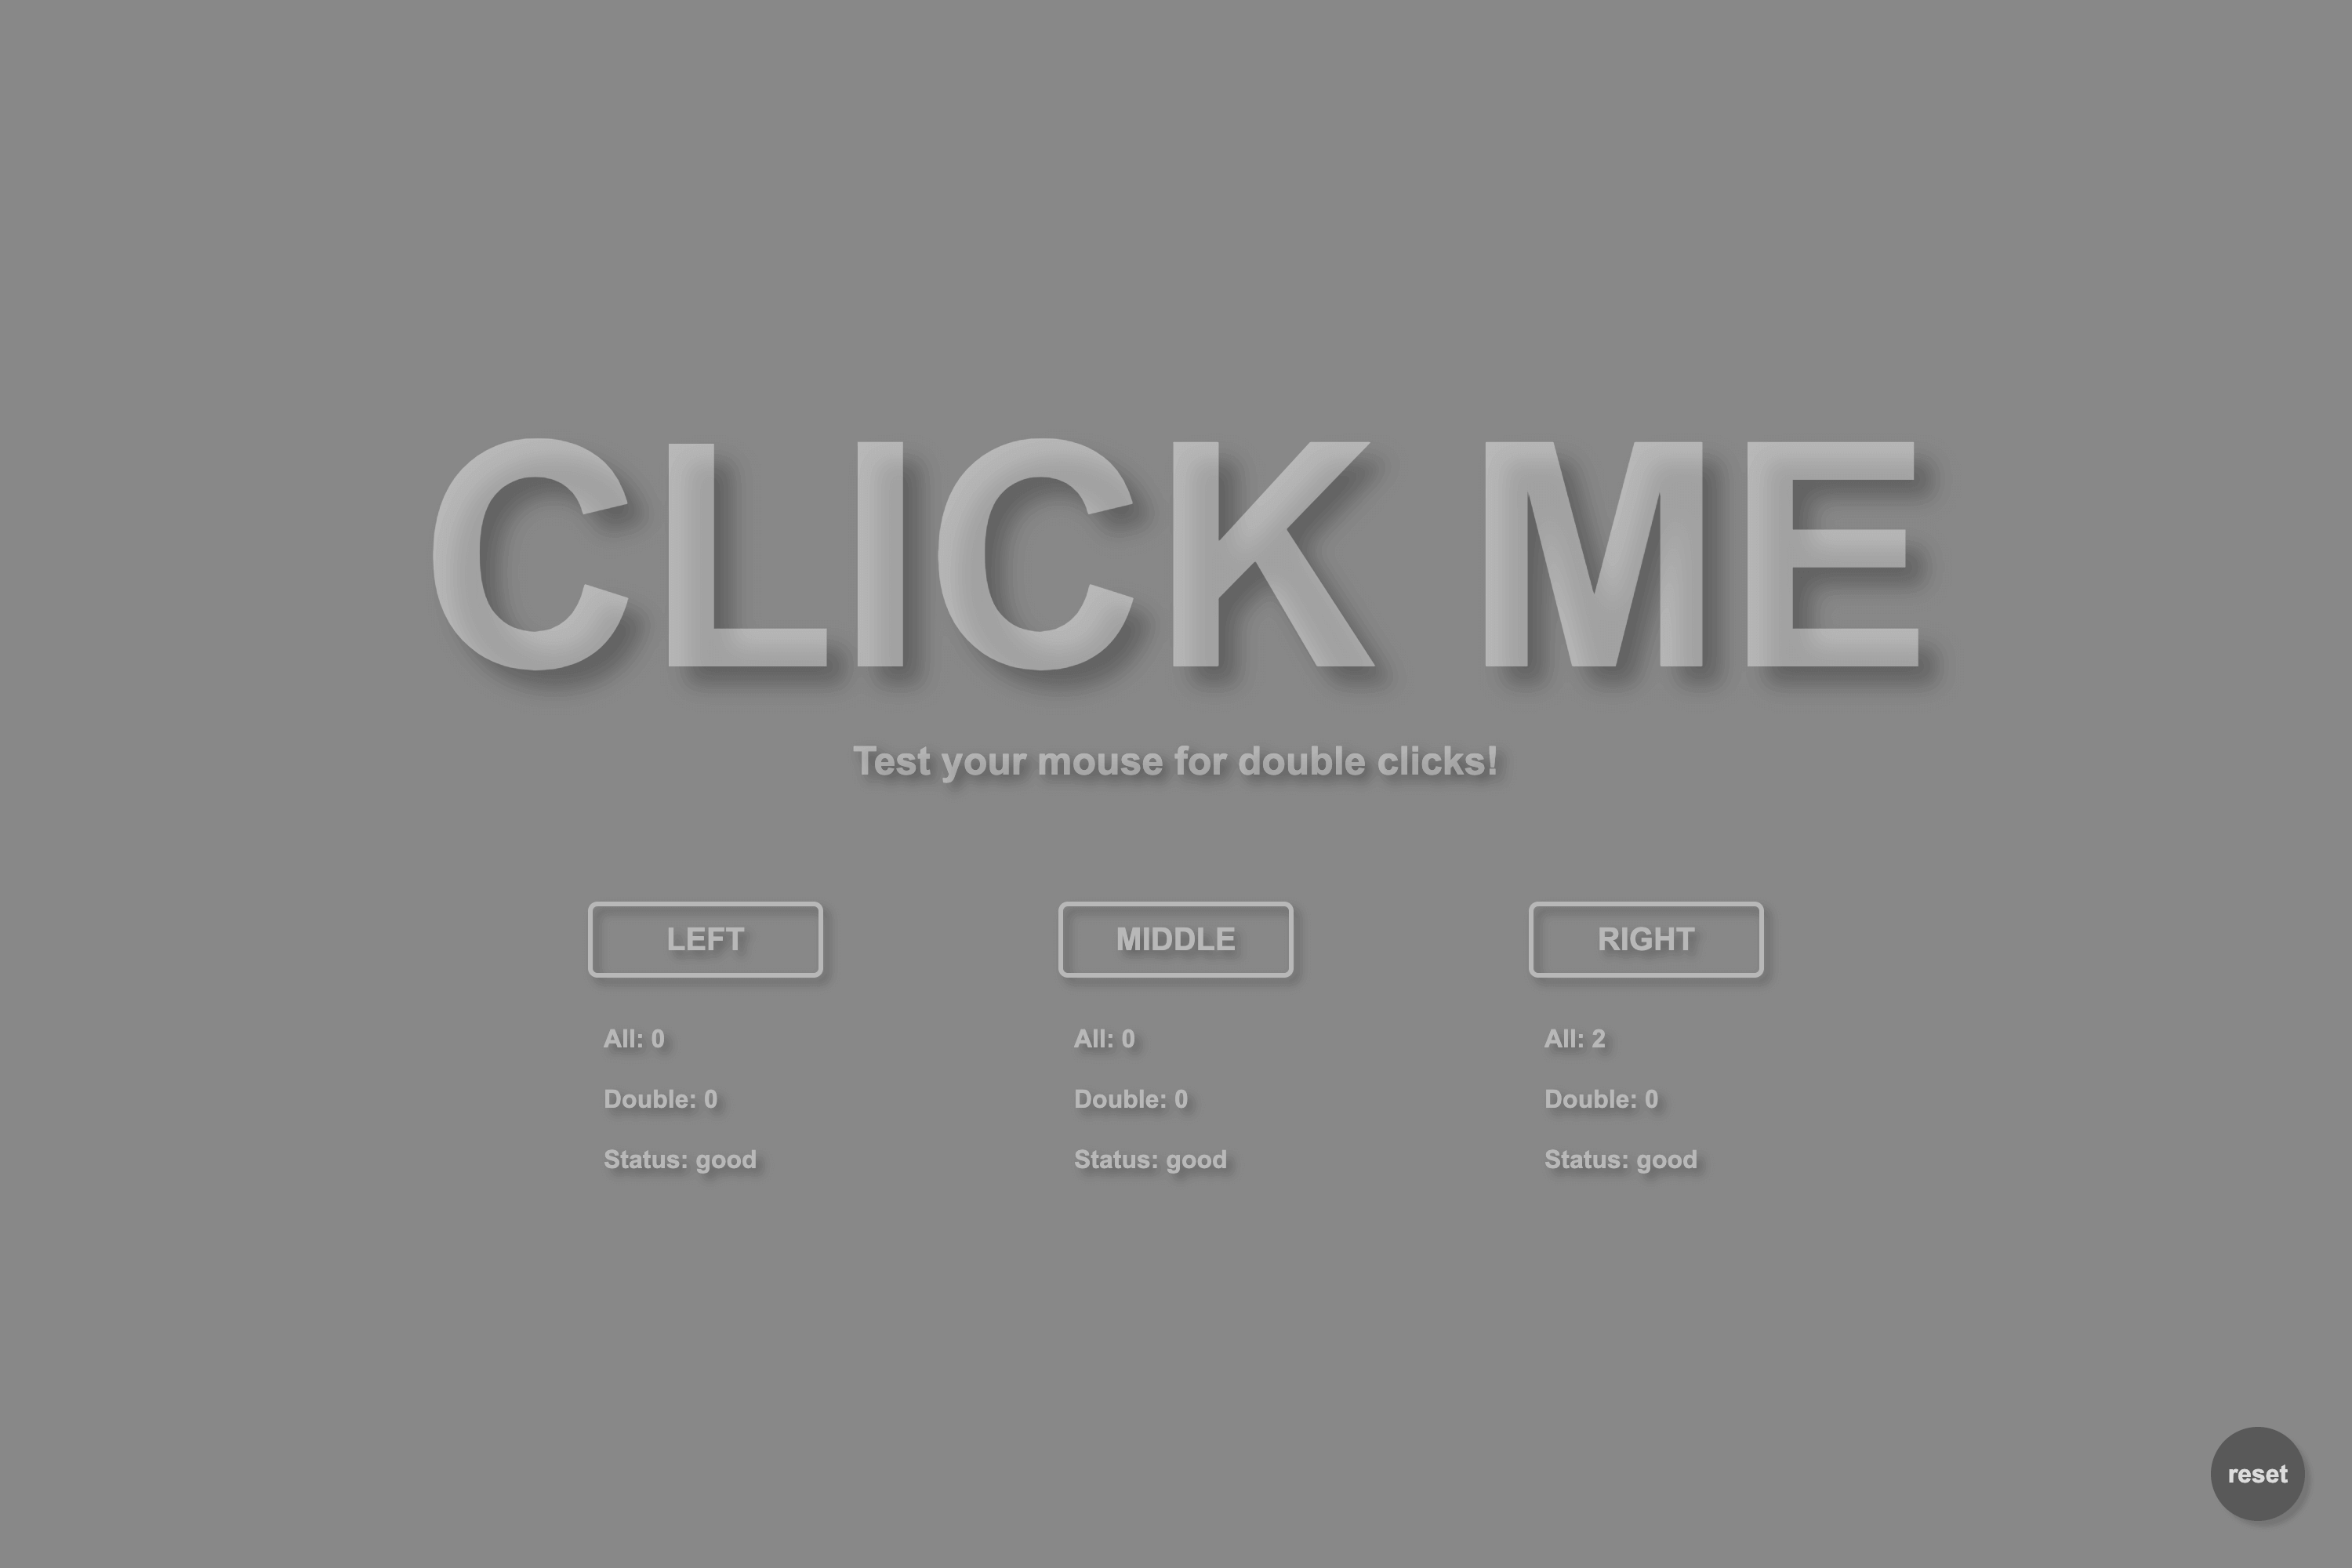 CLICK ME
Test your mouse for double clicks!
LEFT
All: 0
Double: 0
Status: good
MIDDLE
All: 0
Double: 0
Status: good
RIGHT
All: 2
Double: 0
Status: good
reset